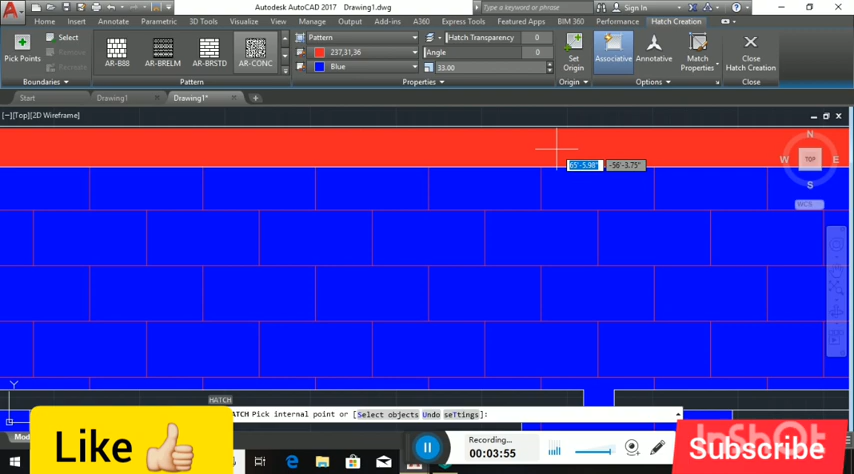 Autodesk AutoCAD 2017 Drawing1.dwg
Type a keyword or phrase
Sign In
Home Insert Annotate Parametric 3D Tools Visualize View Manage Output Add-ins A360 Express Tools Featured Apps BIM 360 Performance Hatch Creation
Pick Points
Select
Remove
Recreate
Boundaries
AR-B88
AR-BRELM
AR-BRSTD
AR-CONC
Pattern
Pattern
237,31,36
Blue
Hatch Transparency 0
Angle 0
33.00
Properties
Set
Origin
Origin
Associative
Annotative
Match
Properties
Options
Close
Hatch Creation
Close
Start Drawing1 Drawing1*
[−][Top][2D Wireframe]
N
W TOP E
S
WCS
65'-5.98" -56'-3.75"
Y
HATCH
HATCH Pick internal point or [Select objects Undo seTtings]:
Mod
Like
Recording...
00:03:55
InShOt
Subscribe